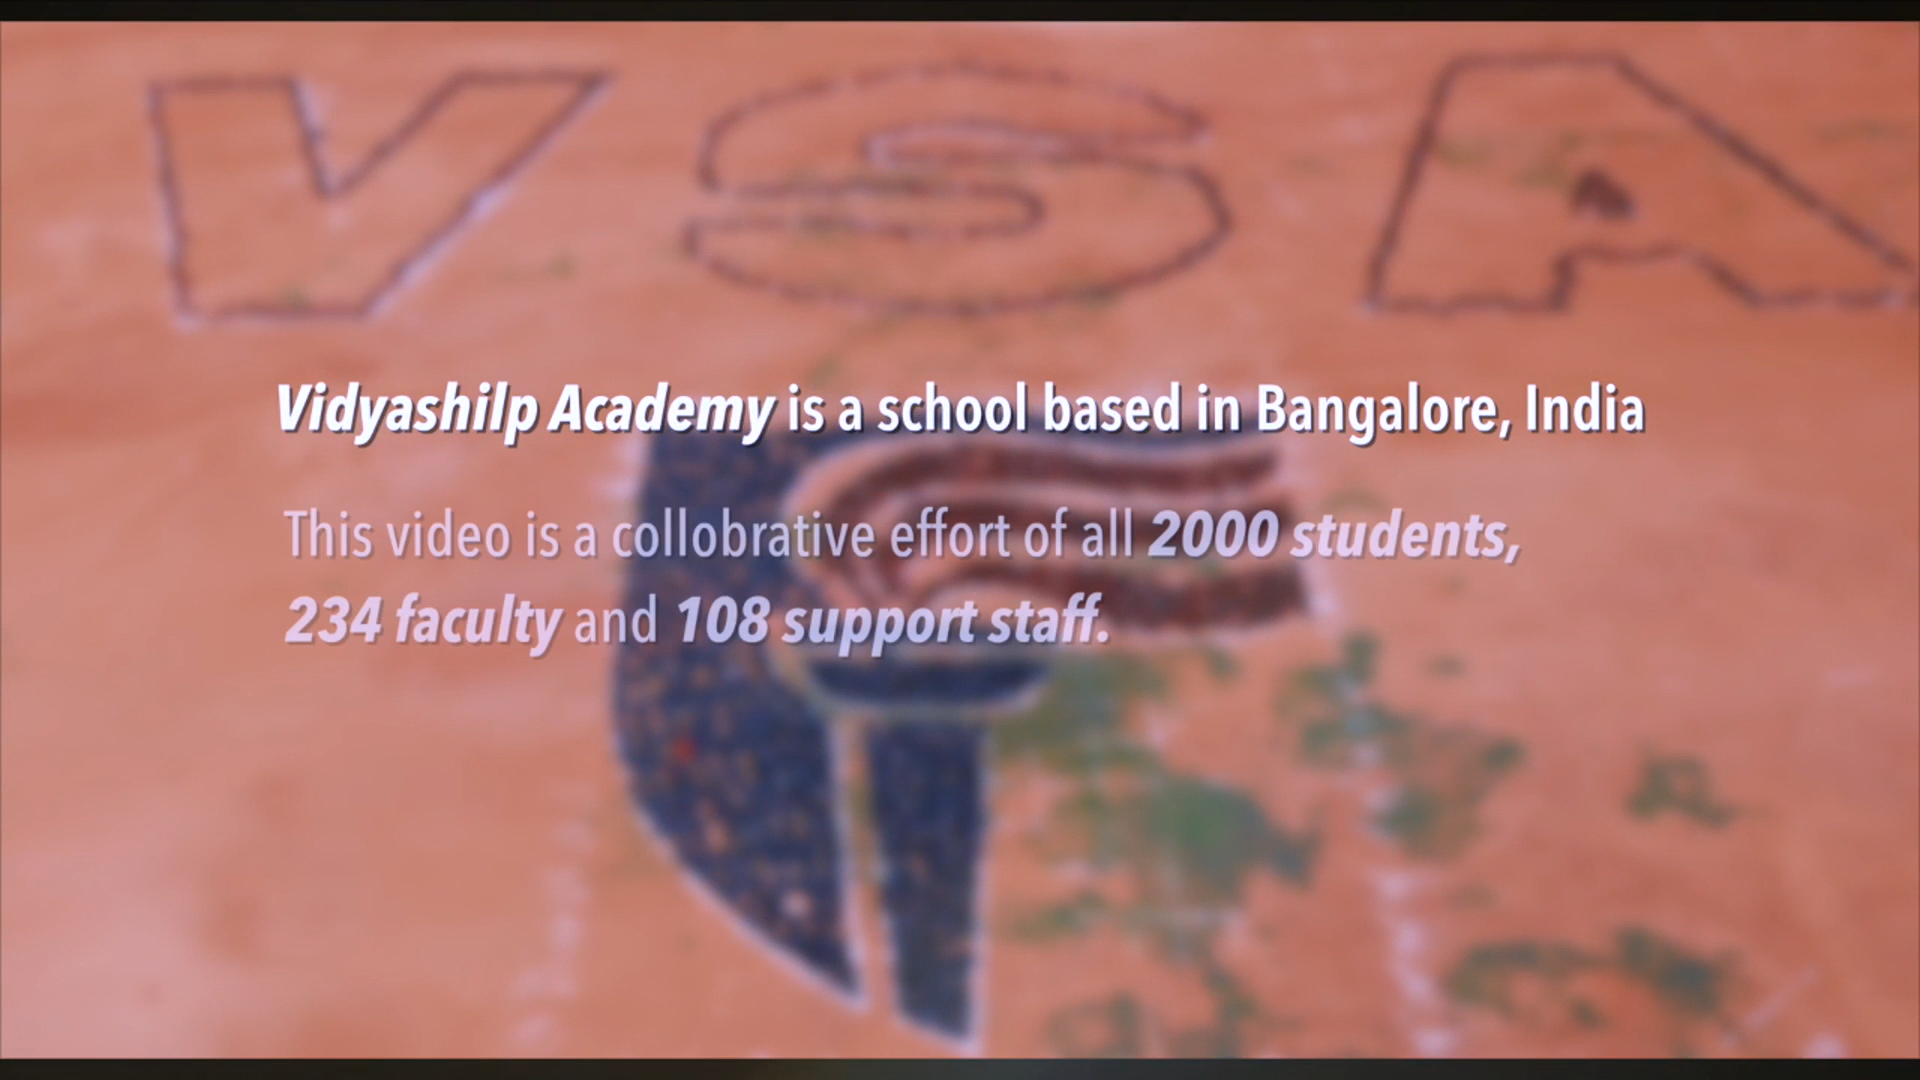 VSA
Vidyashilp Academy is a school based in Bangalore, India
This video is a collobrative effort of all 2000 students,
234 faculty and 108 support staff.